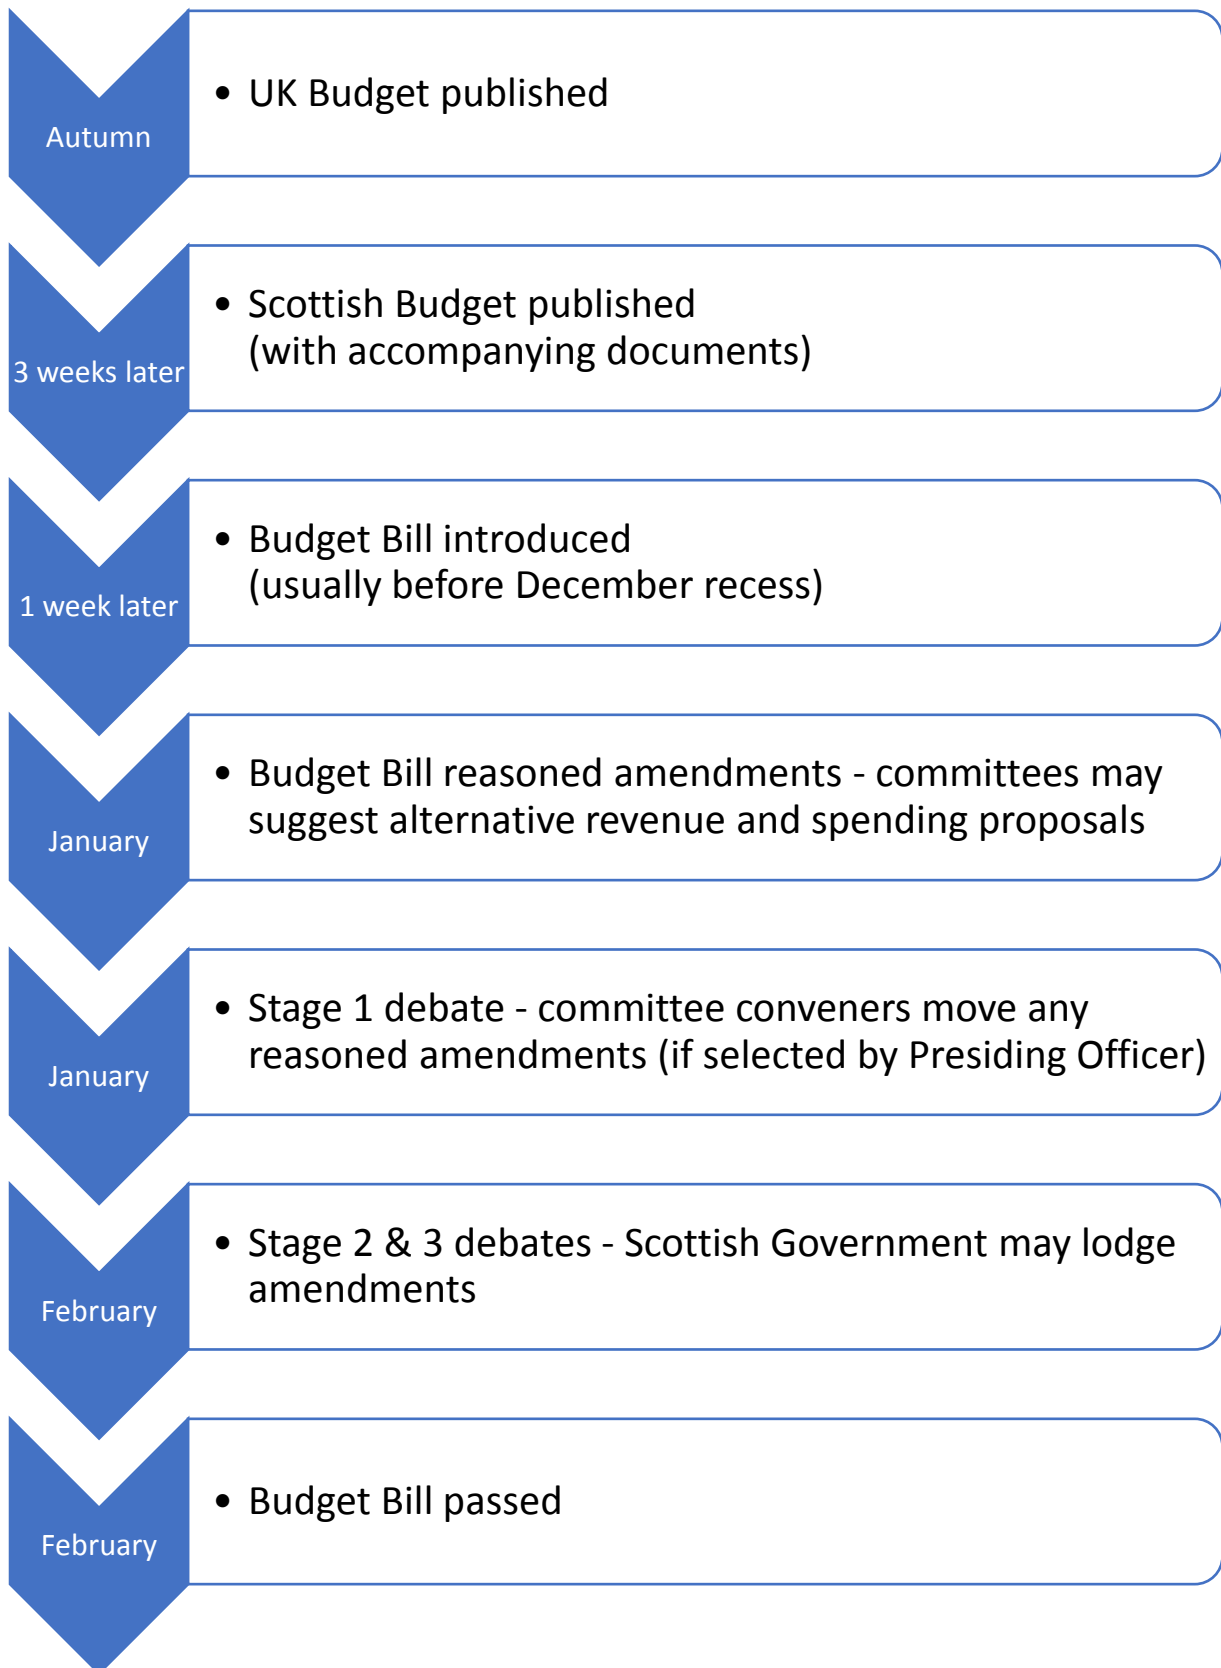 Autumn
• UK Budget published
3 weeks later
• Scottish Budget published
(with accompanying documents)
1 week later
• Budget Bill introduced
(usually before December recess)
January
• Budget Bill reasoned amendments - committees may
suggest alternative revenue and spending proposals
January
• Stage 1 debate - committee conveners move any
reasoned amendments (if selected by Presiding Officer)
February
• Stage 2 & 3 debates - Scottish Government may lodge
amendments
February
• Budget Bill passed